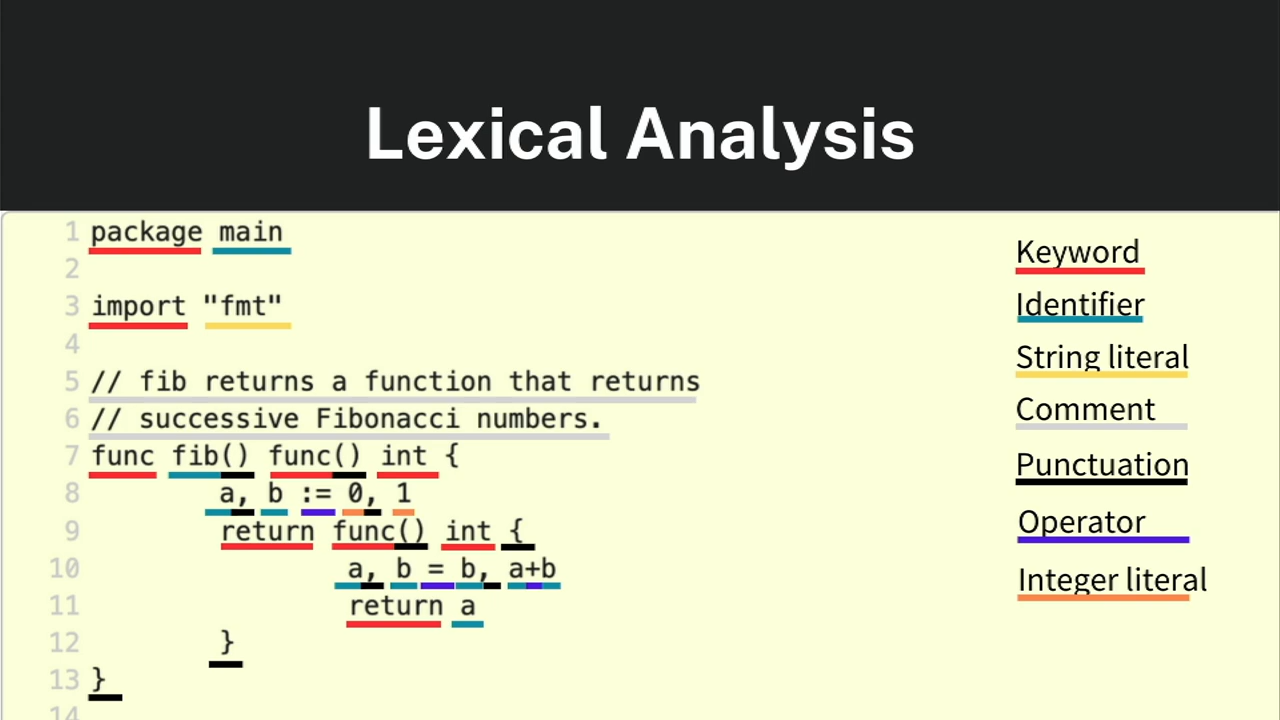 Lexical Analysis
1 package main
2
3 import "fmt"
4
5 // fib returns a function that returns
6 // successive Fibonacci numbers.
7 func fib() func() int {
8 a, b := 0, 1
9 return func() int {
10 a, b = b, a+b
11 return a
12 }
13 }
14
Keyword
Identifier
String literal
Comment
Punctuation
Operator
Integer literal